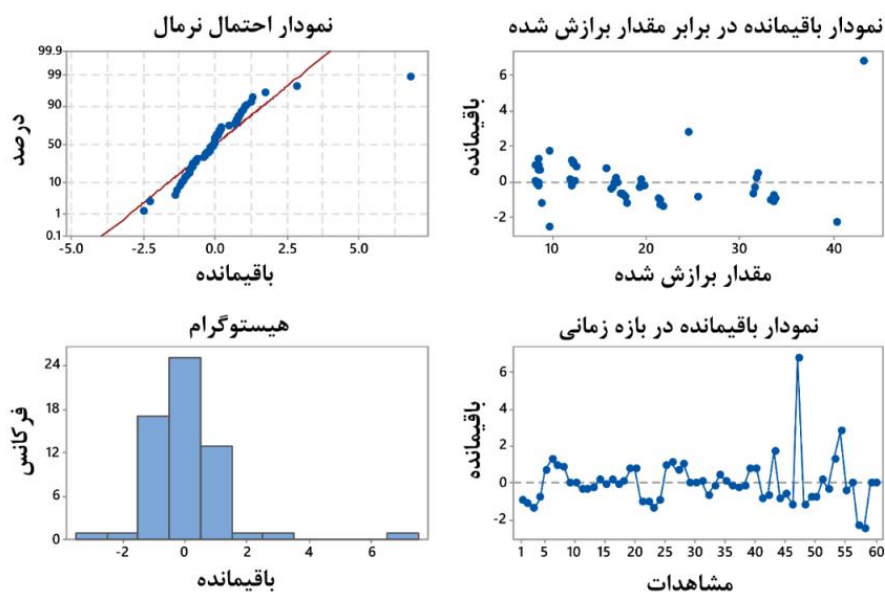 نمودار احتمال نرمال
99.9
99
90
50
10
1
0.1
درصد
-5.0 -2.5 0.0 2.5 5.0
باقیمانده
نمودار باقیمانده در برابر مقدار برازش شده
6
4
2
0
-2
باقیمانده
10 20 30 40
مقدار برازش شده
هیستوگرام
24
18
12
6
0
فرکانس
-2 0 2 4 6
باقیمانده
نمودار باقیمانده در بازه زمانی
6
4
2
0
-2
باقیمانده
1 5 10 15 20 25 30 35 40 45 50 55 60
مشاهدات